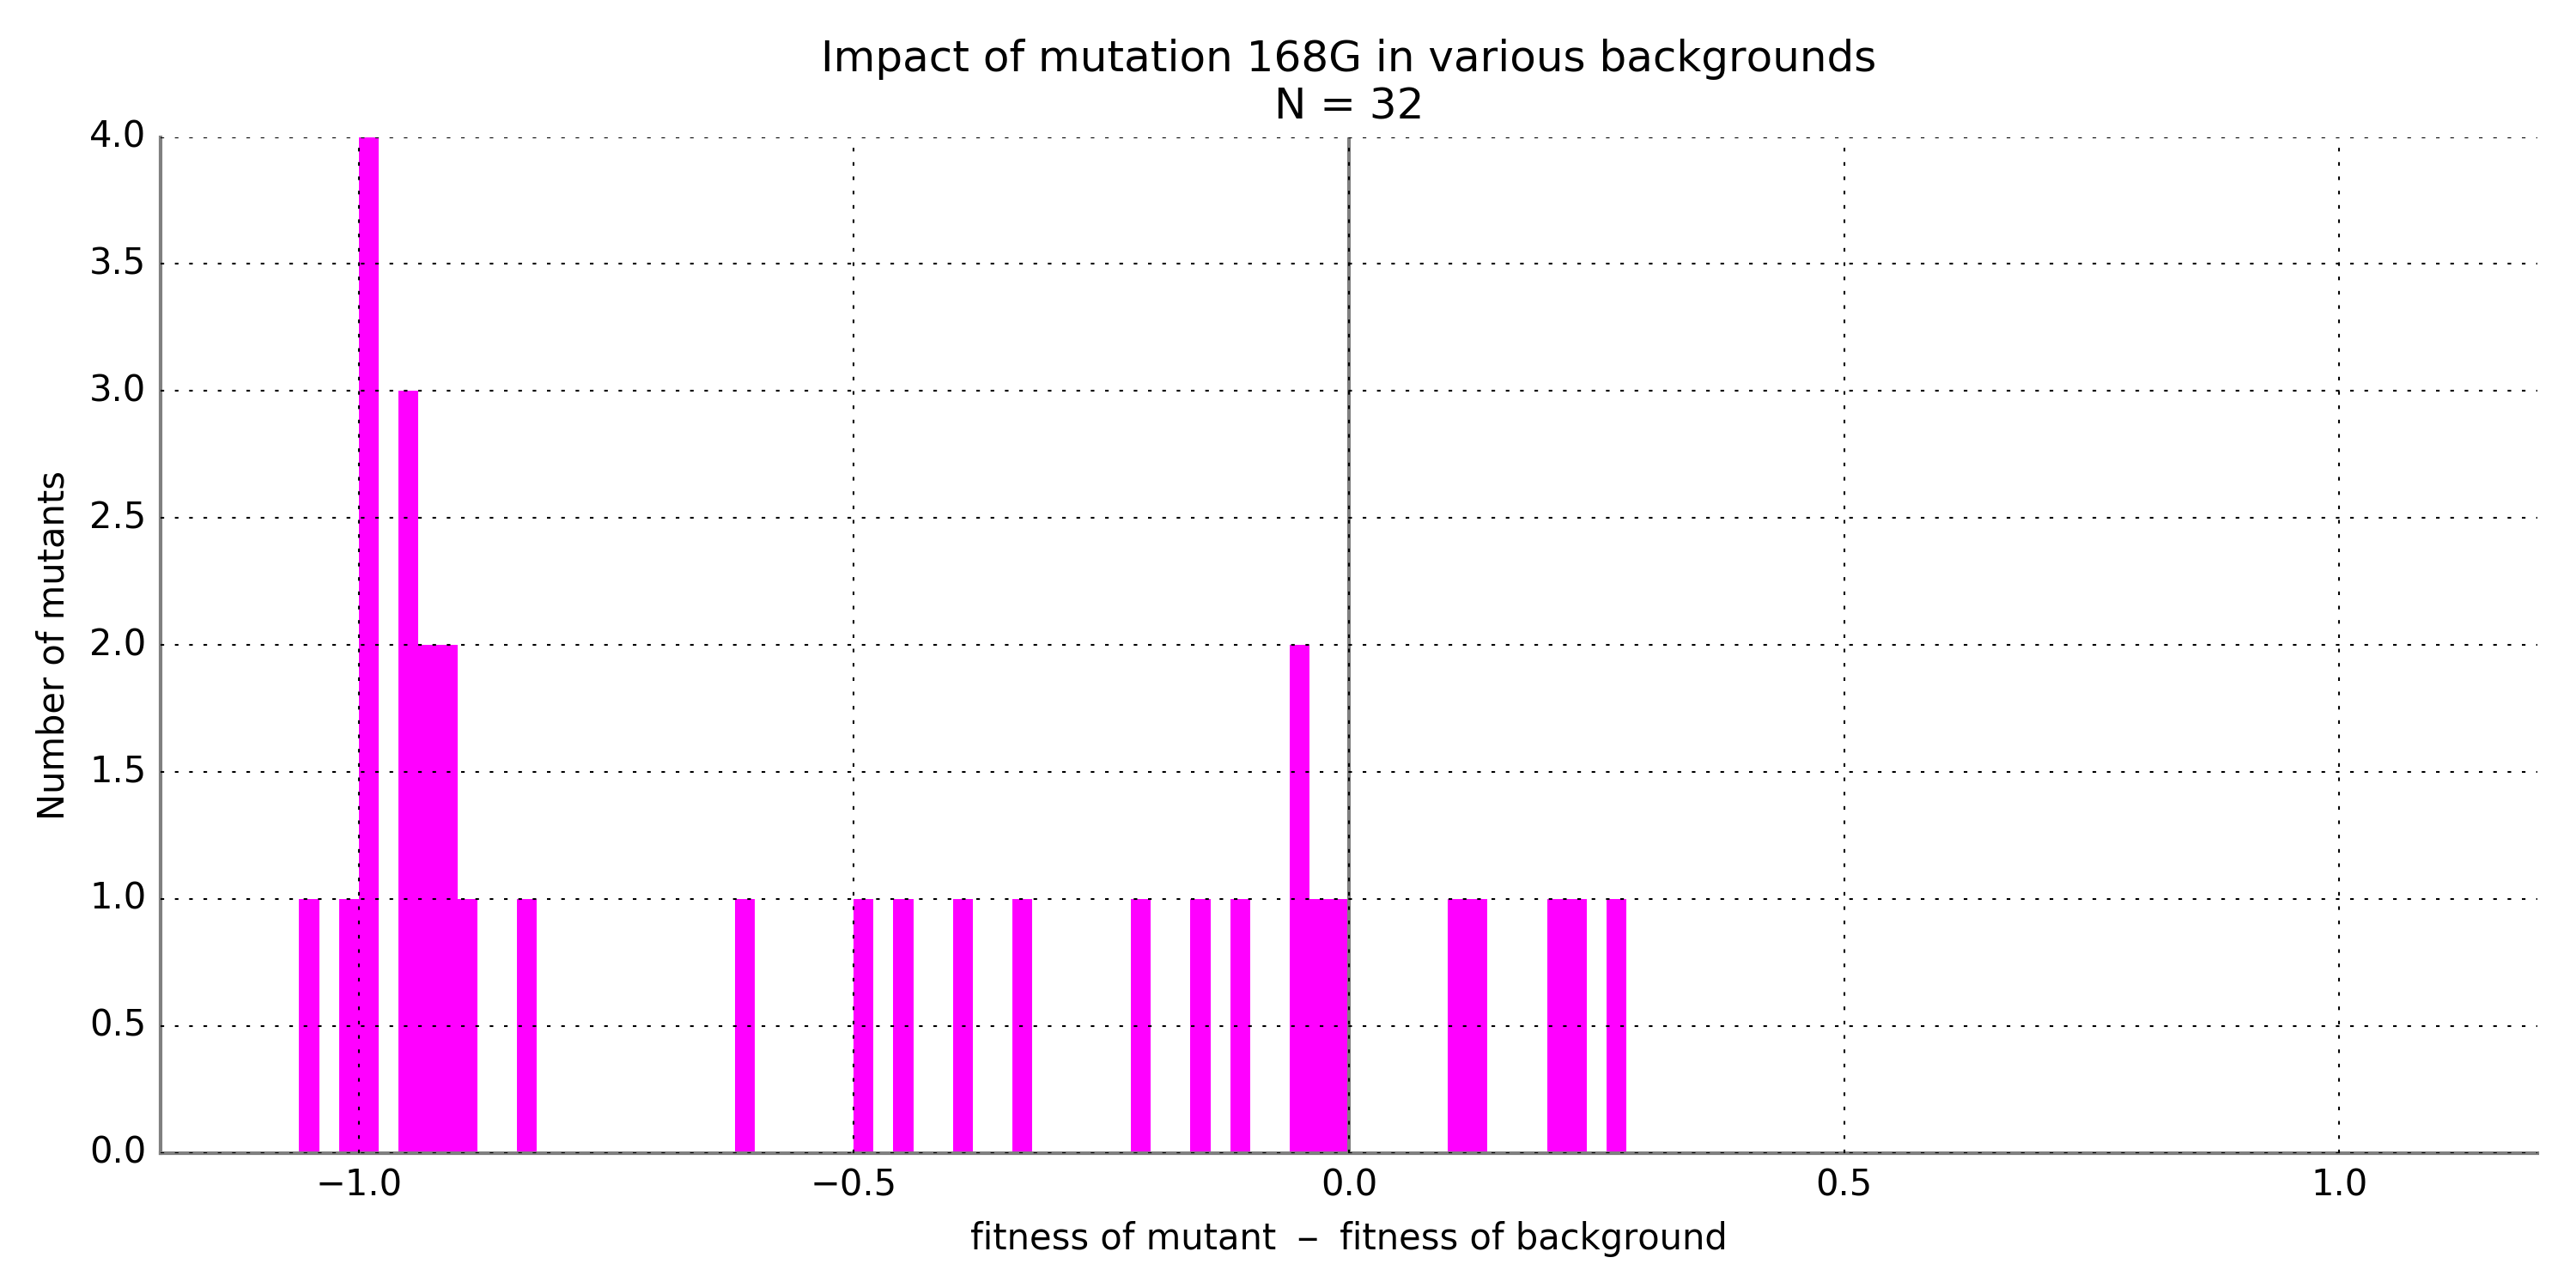 Impact of mutation 168G in various backgrounds
N = 32
4.0
3.5
3.0
2.5
2.0
1.5
1.0
0.5
0.0
Number of mutants
−1.0 −0.5 0.0 0.5 1.0
fitness of mutant − fitness of background